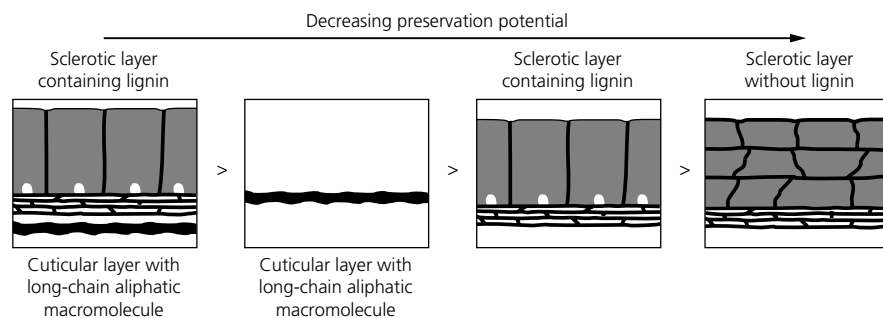 Decreasing preservation potential
Sclerotic layer
containing lignin
Sclerotic layer
containing lignin
Sclerotic layer
without lignin
>
>
>
Cuticular layer with
long-chain aliphatic
macromolecule
Cuticular layer with
long-chain aliphatic
macromolecule